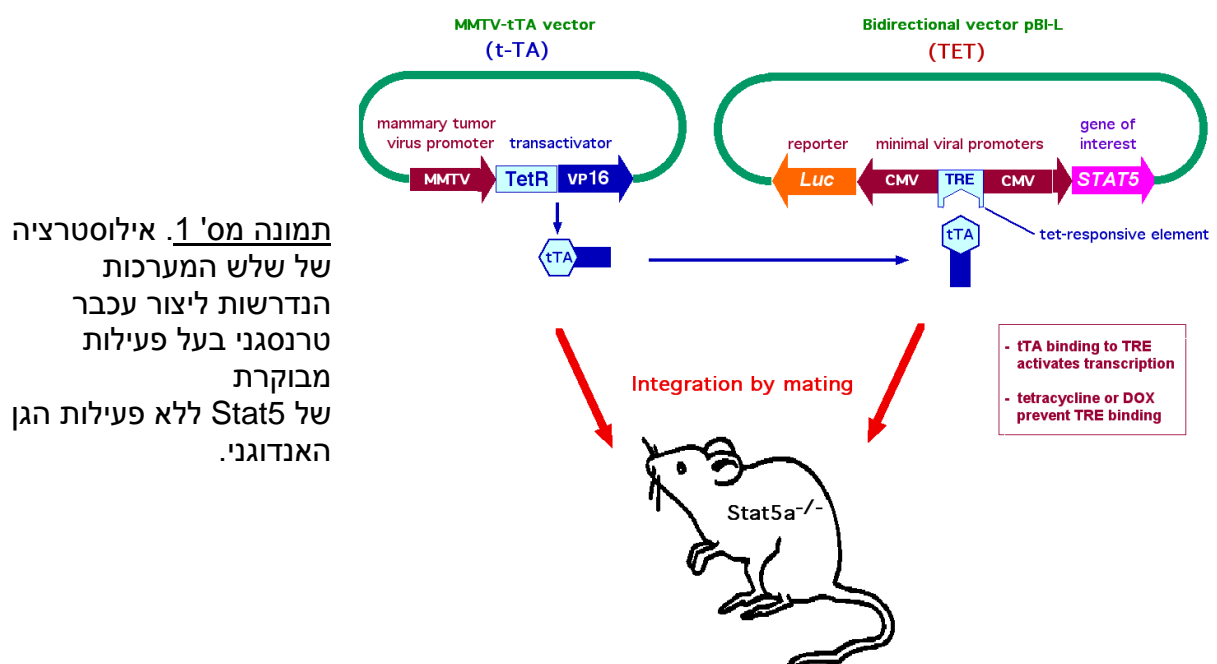 MMTV-tTA vector
(t-TA)
Bidirectional vector pBI-L
(TET)
mammary tumor
virus promoter
transactivator
MMTV
TetR
VP16
tTA
reporter
minimal viral promoters
gene of
interest
Luc
CMV
TRE
CMV
STAT5
tTA
tet-responsive element
תמונה מס' 1. אילוסטרציה
של שלש המערכות
הנדרשות ליצור עכבר
טרנסגני בעל פעילות
מבוקרת
של Stat5 ללא פעילות הגן
האנדוגני.
Integration by mating
- tTA binding to TRE
activates transcription
- tetracycline or DOX
prevent TRE binding
Stat5a-/-